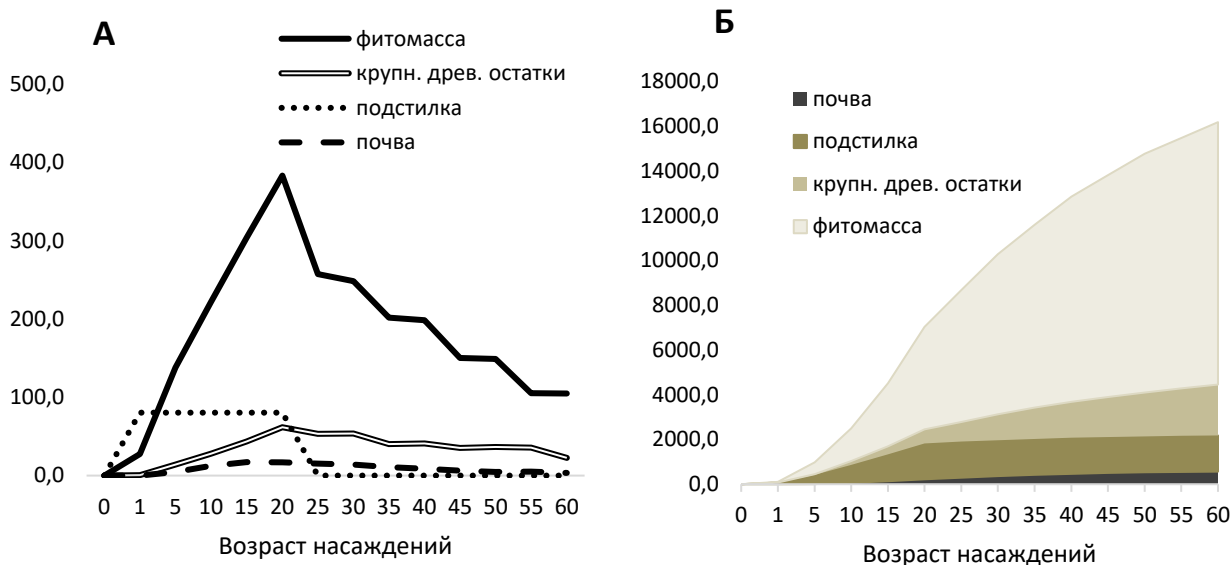 А
фитомасса
крупн. древ. остатки
подстилка
почва
500,0
400,0
300,0
200,0
100,0
0,0
0 1 5 10 15 20 25 30 35 40 45 50 55 60
Возраст насаждений
Б
18000,0
16000,0
14000,0
12000,0
10000,0
8000,0
6000,0
4000,0
2000,0
0,0
почва
подстилка
крупн. древ. остатки
фитомасса
0 1 5 10 15 20 25 30 35 40 45 50 55 60
Возраст насаждений